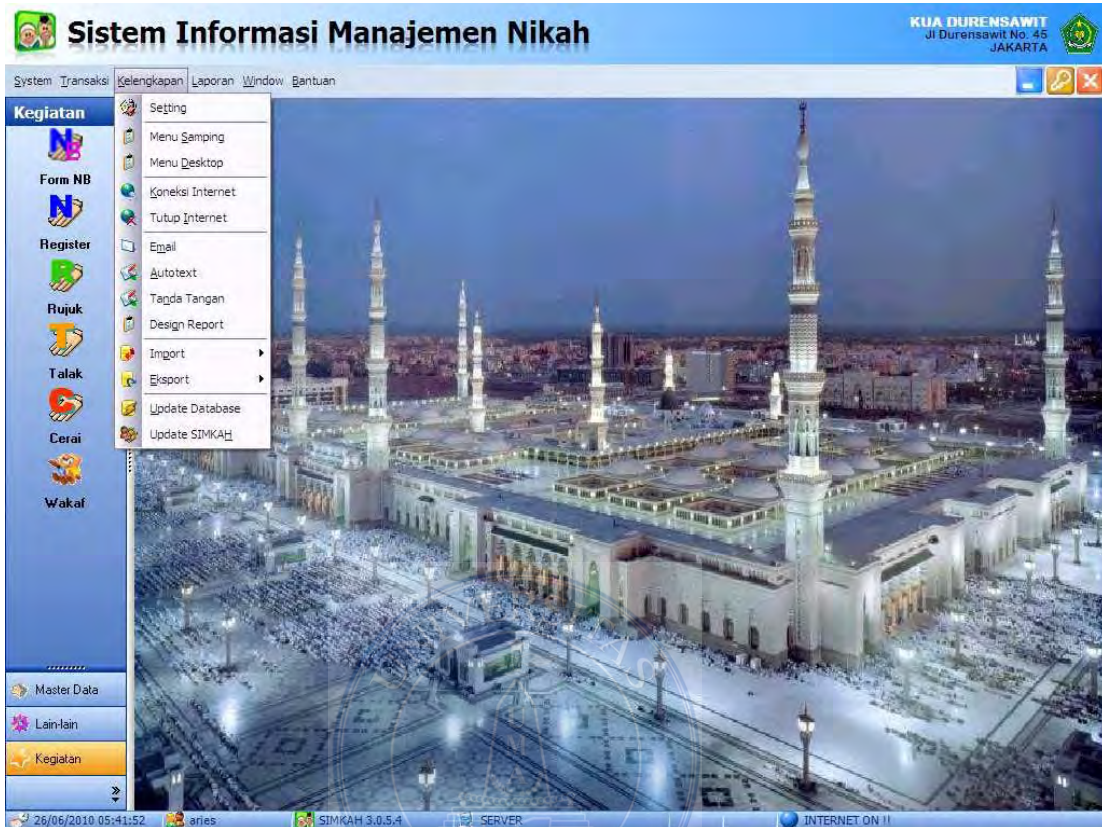 Sistem Informasi Manajemen Nikah
KUA DURENSAWIT
Jl Durensawit No. 45
JAKARTA
System Transaksi Kelengkapan Laporan Window Bantuan
Kegiatan
Form NB
Register
Rujuk
Talak
Cerai
Wakaf
Setting
Menu Samping
Menu Desktop
Koneksi Internet
Tutup Internet
Email
Autotext
Tanda Tangan
Design Report
Import
Eksport
Update Database
Update SIMKAH
Master Data
Lain-lain
Kegiatan
26/06/2010 05:41:52 aries SIMKAH 3.0.5.4 SERVER INTERNET ON !!